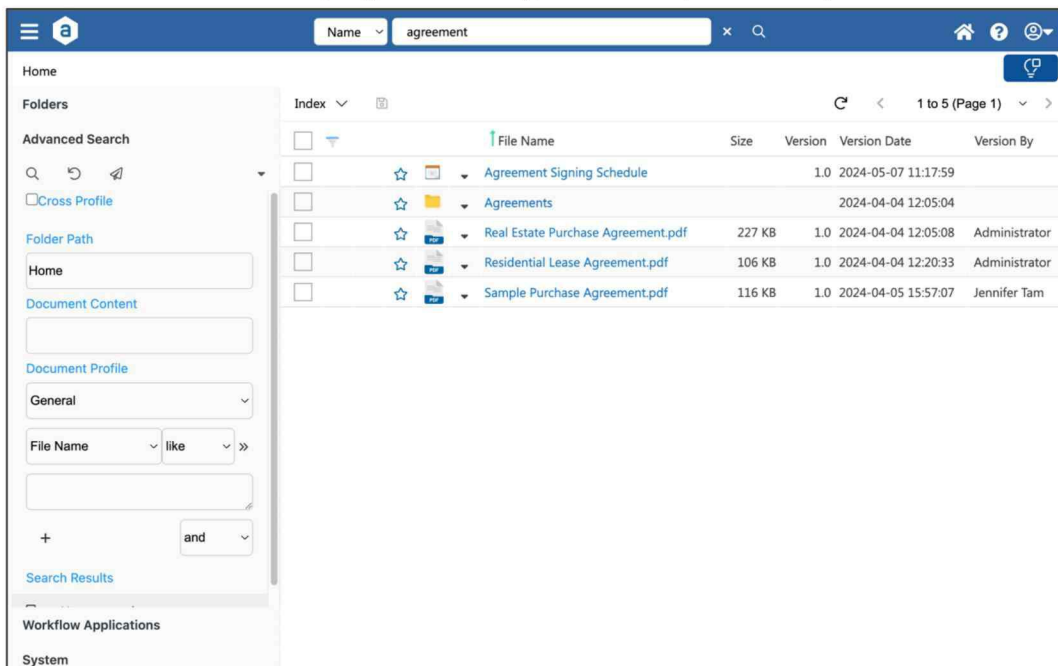 a
Name agreement
Home
Folders
Index
1 to 5 (Page 1)
Advanced Search
File Name Size Version Version Date Version By
Agreement Signing Schedule 1.0 2024-05-07 11:17:59
Cross Profile
Agreements 2024-04-04 12:05:04
Folder Path
PDF Real Estate Purchase Agreement.pdf 227 KB 1.0 2024-04-04 12:05:08 Administrator
Home
PDF Residential Lease Agreement.pdf 106 KB 1.0 2024-04-04 12:20:33 Administrator
Document Content
PDF Sample Purchase Agreement.pdf 116 KB 1.0 2024-04-05 15:57:07 Jennifer Tam
Document Profile
General
File Name like »
+ and
Search Results
Workflow Applications
System